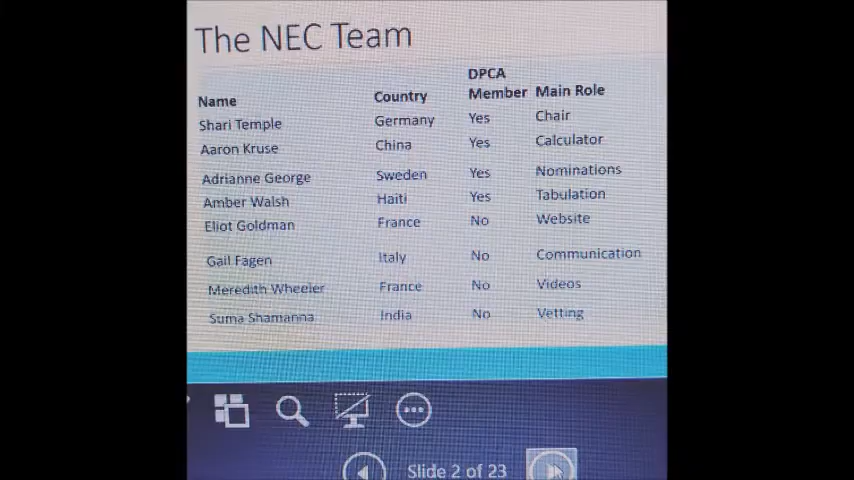 The NEC Team
Name Country DPCA Member Main Role
Shari Temple Germany Yes Chair
Aaron Kruse China Yes Calculator
Adrianne George Sweden Yes Nominations
Amber Walsh Haiti Yes Tabulation
Eliot Goldman France No Website
Gail Fagen Italy No Communication
Meredith Wheeler France No Videos
Suma Shamanna India No Vetting
Slide 2 of 23